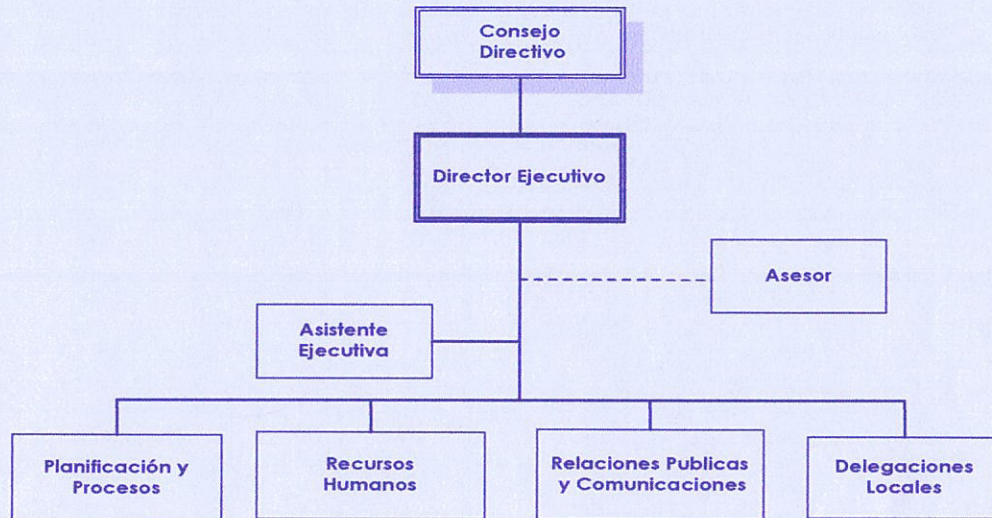 Consejo
Directivo
Director Ejecutivo
Asesor
Asistente
Ejecutiva
Planificación y
Procesos
Recursos
Humanos
Relaciones Publicas
y Comunicaciones
Delegaciones
Locales